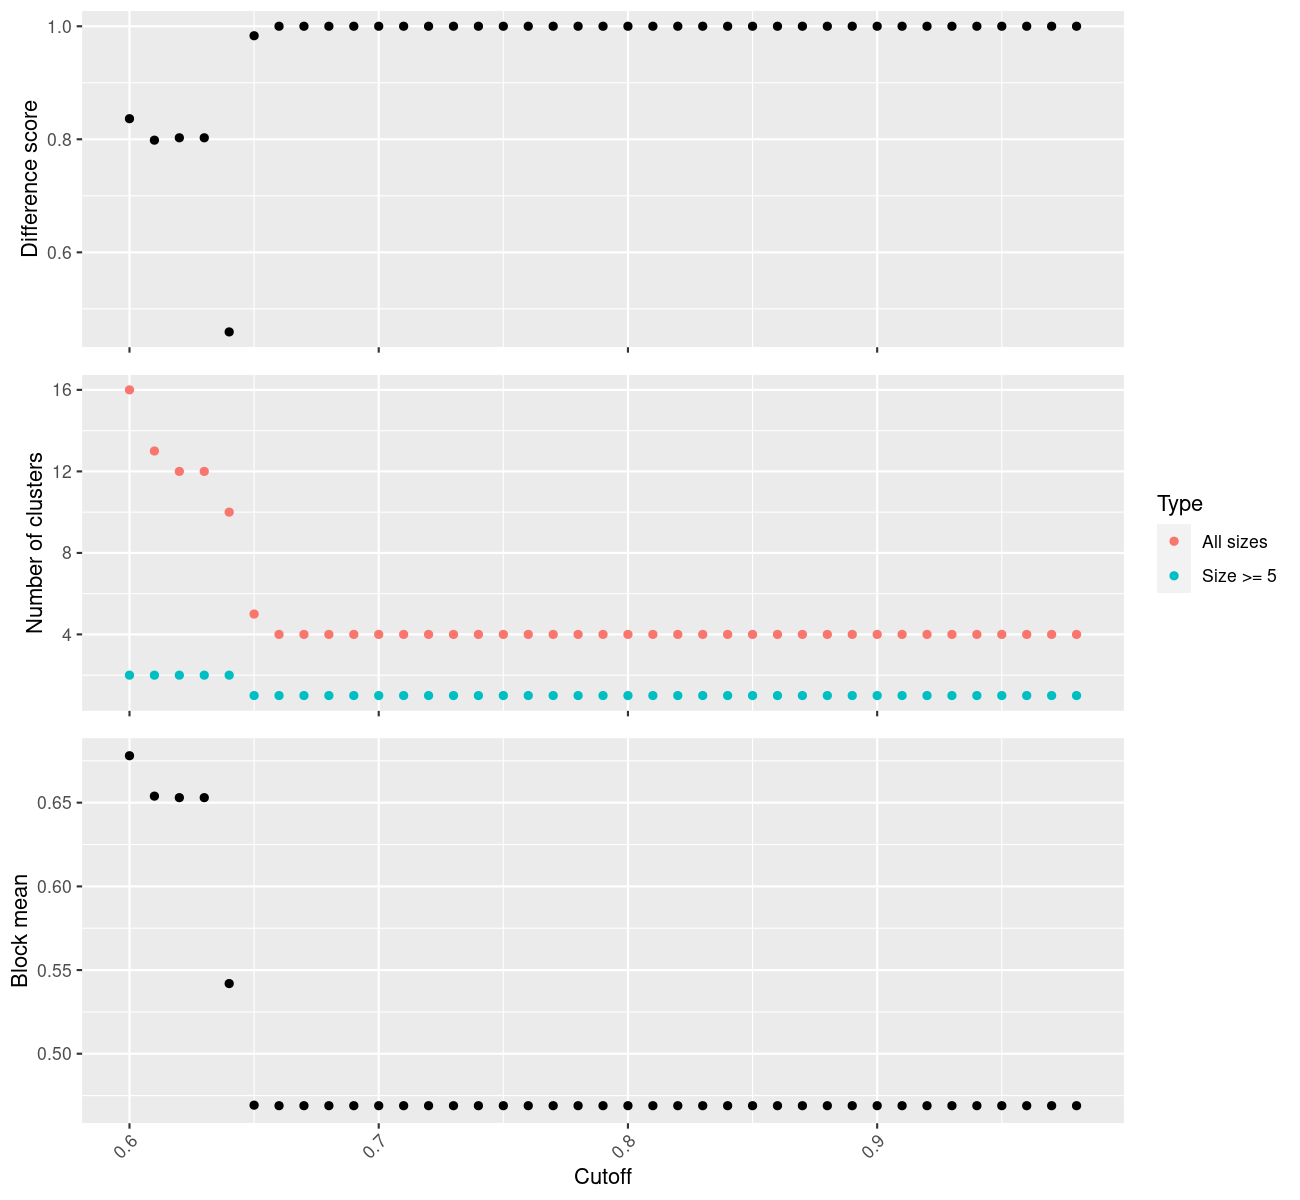 Difference score
1.0
0.8
0.6
Number of clusters
16
12
8
4
Type
All sizes
Size >= 5
Block mean
0.65
0.60
0.55
0.50
0.6
0.7
0.8
0.9
Cutoff